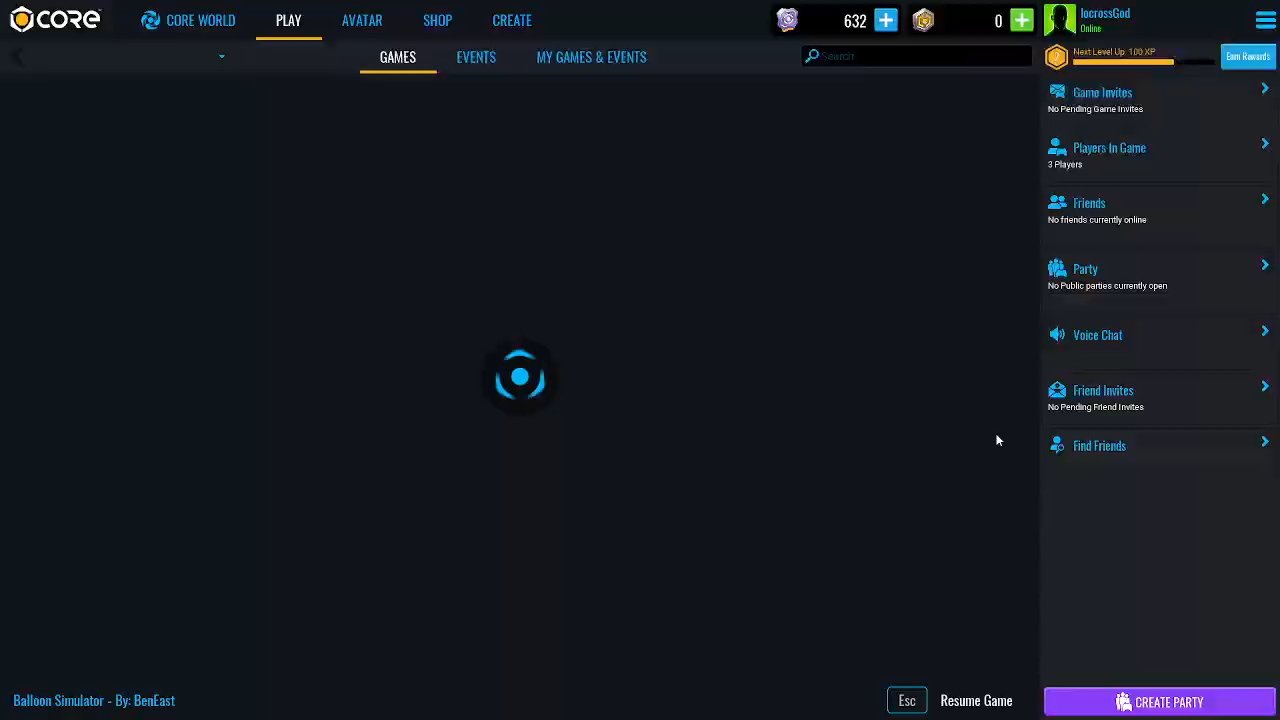 CORE
CORE WORLD
PLAY
AVATAR
SHOP
CREATE
632
0
locrossGod
Online
GAMES
EVENTS
MY GAMES & EVENTS
Search
2
Next Level Up: 100 XP
Earn Rewards
Game Invites
No Pending Game Invites
Players In Game
3 Players
Friends
No friends currently online
Party
No Public parties currently open
Voice Chat
Friend Invites
No Pending Friend Invites
Find Friends
Balloon Simulator - By: BenEast
Esc
Resume Game
CREATE PARTY